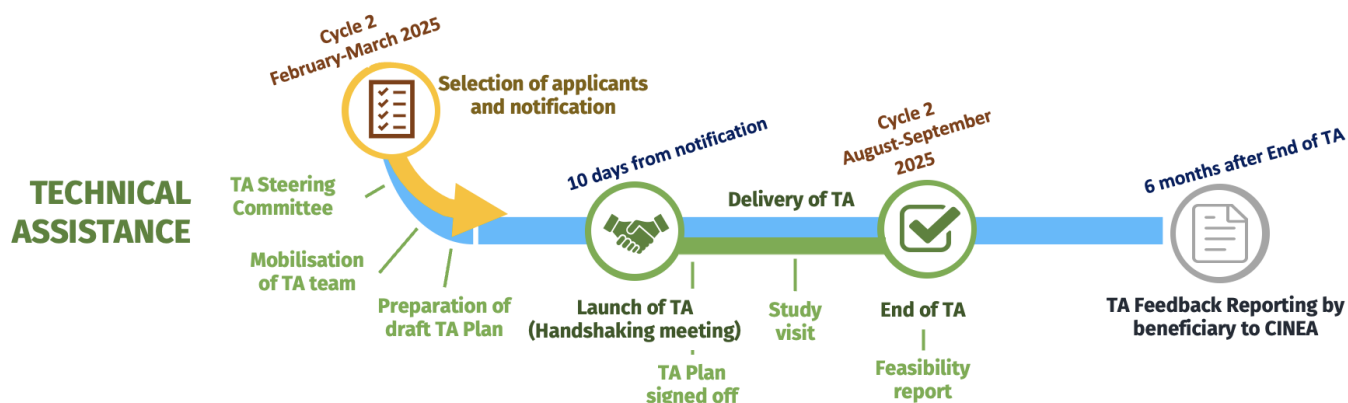 TECHNICAL
ASSISTANCE
Cycle 2
February-March 2025
Selection of applicants
and notification
TA Steering
Committee
Mobilisation
of TA team
Preparation of
draft TA Plan
10 days from notification
Launch of TA
(Handshaking meeting)
TA Plan
signed off
Delivery of TA
Study
visit
Cycle 2
August-September
2025
End of TA
Feasibility
report
6 months after End of TA
TA Feedback Reporting by
beneficiary to CINEA